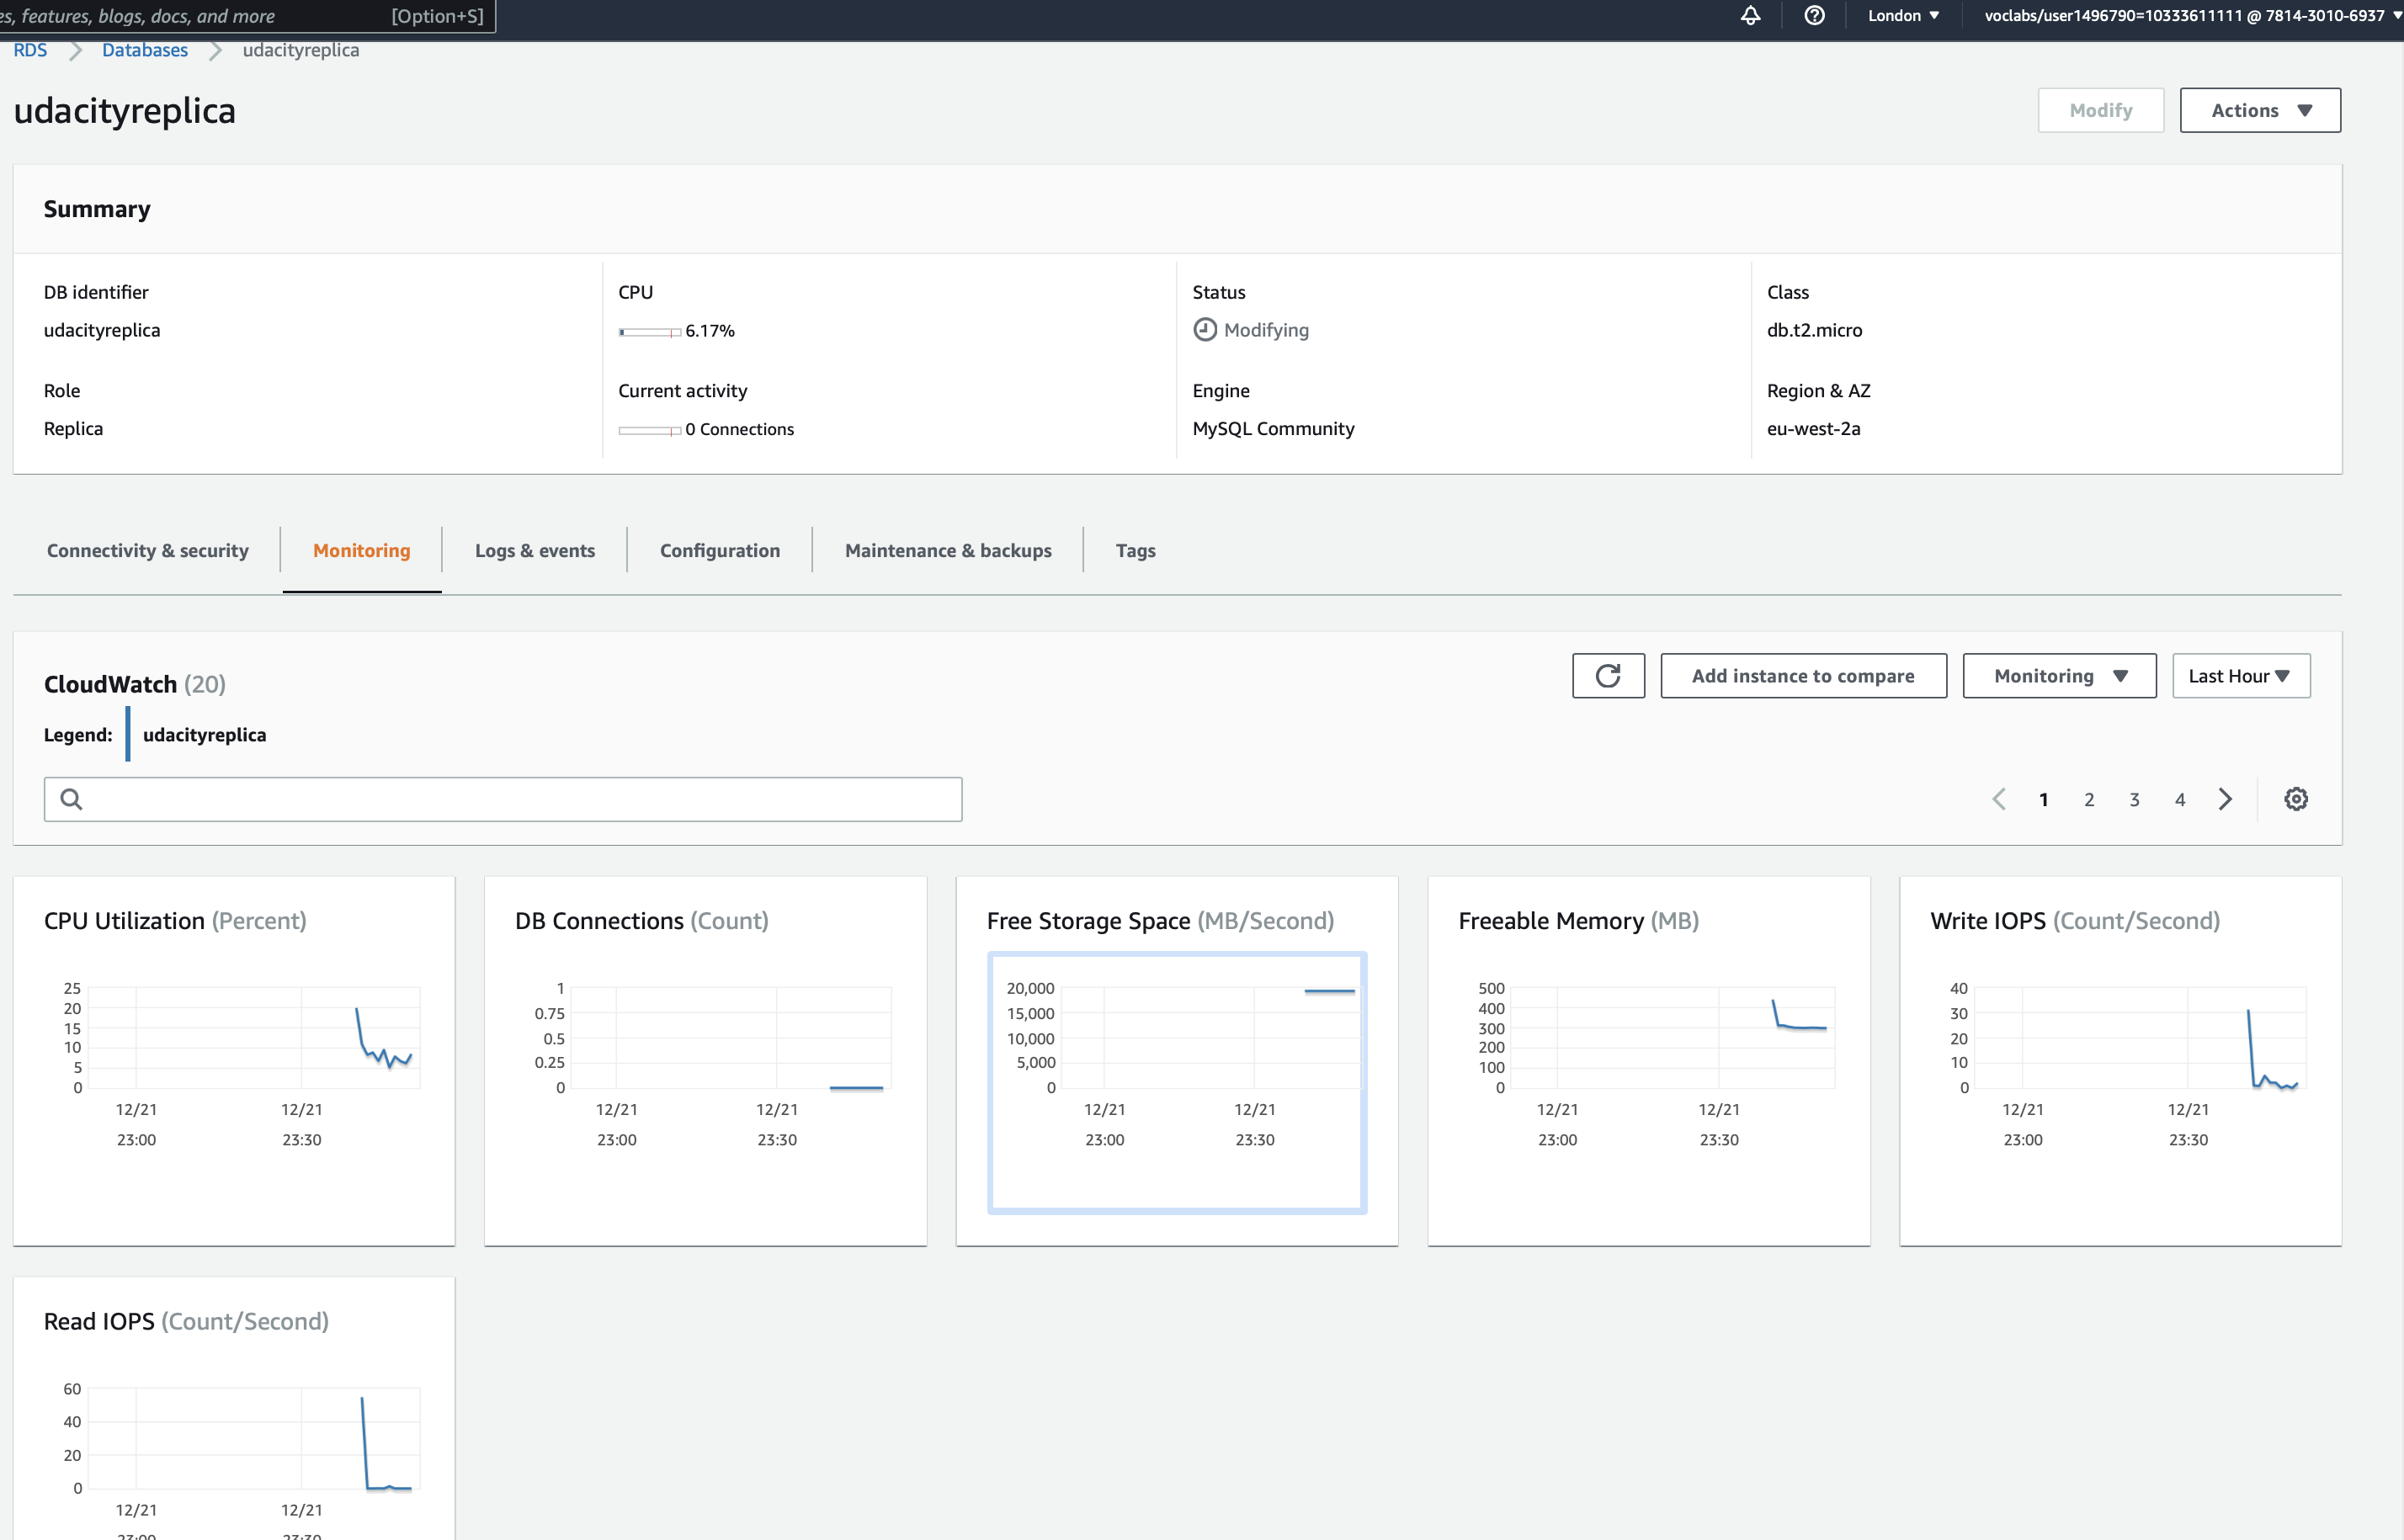 es, features, blogs, docs, and more [Option+S] London voclabs/user1496790=10333611111 @ 7814-3010-6937
RDS Databases udacityreplica
udacityreplica Modify Actions
Summary
DB identifier CPU Status Class
udacityreplica 6.17% Modifying db.t2.micro
Role Current activity Engine Region & AZ
Replica 0 Connections MySQL Community eu-west-2a
Connectivity & security Monitoring Logs & events Configuration Maintenance & backups Tags
CloudWatch (20) Add instance to compare Monitoring Last Hour
Legend: udacityreplica
1 2 3 4
CPU Utilization (Percent)
25
20
15
10
5
0
12/21 12/21
23:00 23:30
DB Connections (Count)
1
0.75
0.5
0.25
0
12/21 12/21
23:00 23:30
Free Storage Space (MB/Second)
20,000
15,000
10,000
5,000
0
12/21 12/21
23:00 23:30
Freeable Memory (MB)
500
400
300
200
100
0
12/21 12/21
23:00 23:30
Write IOPS (Count/Second)
40
30
20
10
0
12/21 12/21
23:00 23:30
Read IOPS (Count/Second)
60
40
20
0
12/21 12/21
23:00 23:30